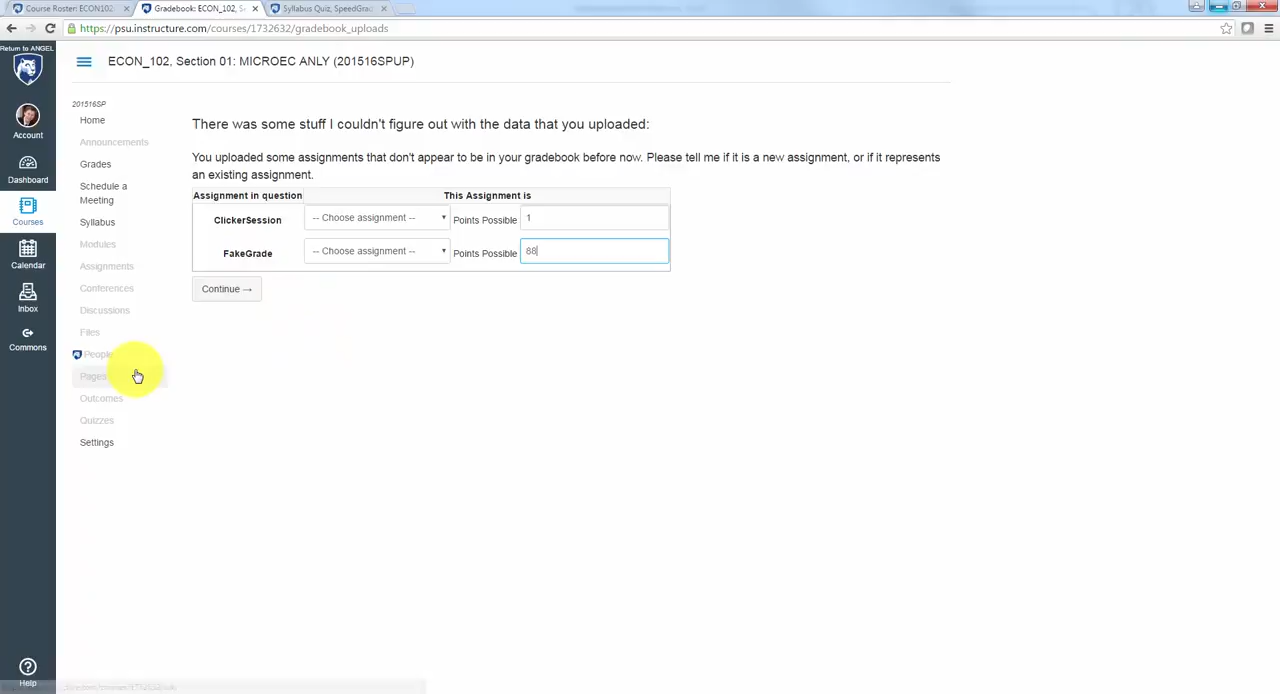 Course Roster: ECON102
Gradebook: ECON_102, S
Syllabus Quiz, SpeedGra
https://psu.instructure.com/courses/1732632/gradebook_uploads
Return to ANGEL
Account
Dashboard
Courses
Calendar
Inbox
Commons
Help
ECON_102, Section 01: MICROEC ANLY (201516SPUP)
201516SP
Home
Announcements
Grades
Schedule a
Meeting
Syllabus
Modules
Assignments
Conferences
Discussions
Files
People
Pages
Outcomes
Quizzes
Settings
There was some stuff I couldn't figure out with the data that you uploaded:
You uploaded some assignments that don't appear to be in your gradebook before now. Please tell me if it is a new assignment, or if it represents
an existing assignment.
Assignment in question This Assignment is
ClickerSession -- Choose assignment -- Points Possible 1
FakeGrade -- Choose assignment -- Points Possible 88
Continue →